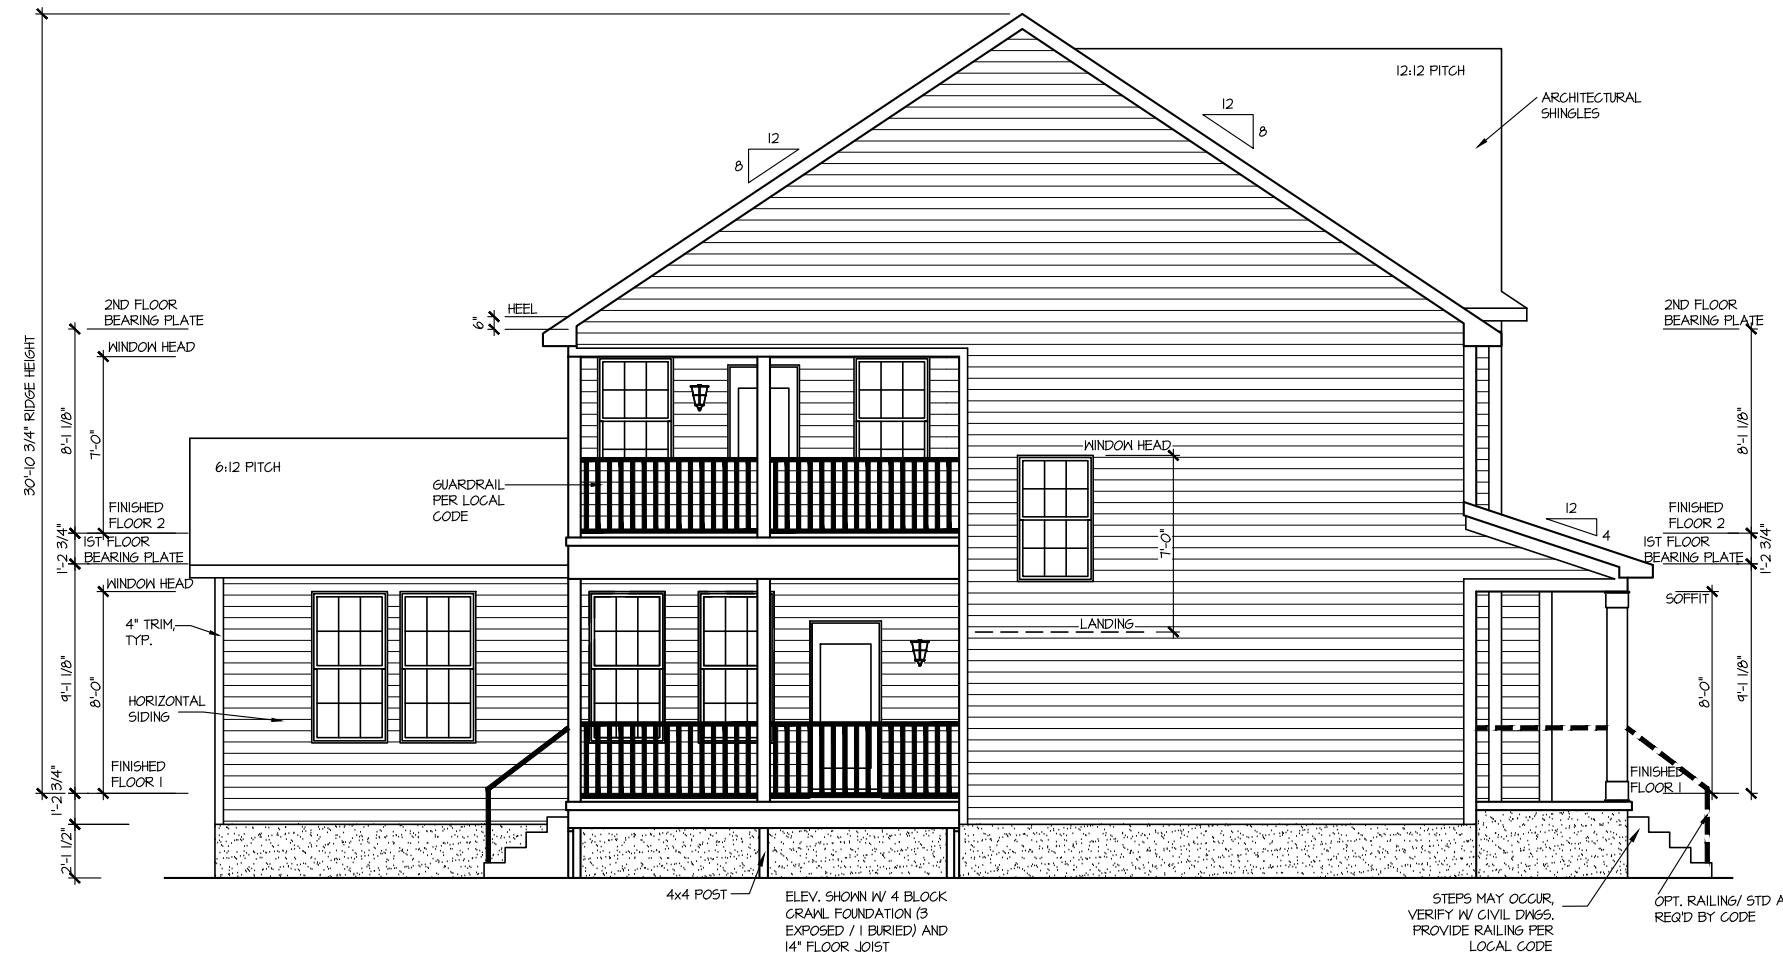 12:12 PITCH
ARCHITECTURAL
SHINGLES
12
8
12
8
2ND FLOOR
BEARING PLATE
HEEL
6"
WINDOW HEAD
30'-10 3/4" RIDGE HEIGHT
8'-1 1/8"
7'-0"
6:12 PITCH
GUARDRAIL
PER LOCAL
CODE
FINISHED
FLOOR 2
1'-2 3/4"
1ST FLOOR
BEARING PLATE
WINDOW HEAD
4" TRIM,
TYP.
9'-1 1/8"
8'-0"
HORIZONTAL
SIDING
FINISHED
FLOOR 1
1'-2 3/4"
2'-1 1/2"
WINDOW HEAD
7'-0"
LANDING
2ND FLOOR
BEARING PLATE
8'-1 1/8"
12
4
FINISHED
FLOOR 2
1ST FLOOR
BEARING PLATE
1'-2 3/4"
SOFFIT
8'-0"
9'-1 1/8"
FINISHED
FLOOR 1
4x4 POST
ELEV. SHOWN W/ 4 BLOCK
CRAWL FOUNDATION (3
EXPOSED / 1 BURIED) AND
14" FLOOR JOIST
STEPS MAY OCCUR,
VERIFY W/ CIVIL DWGS.
PROVIDE RAILING PER
LOCAL CODE
OPT. RAILING/ STD A
REQ'D BY CODE